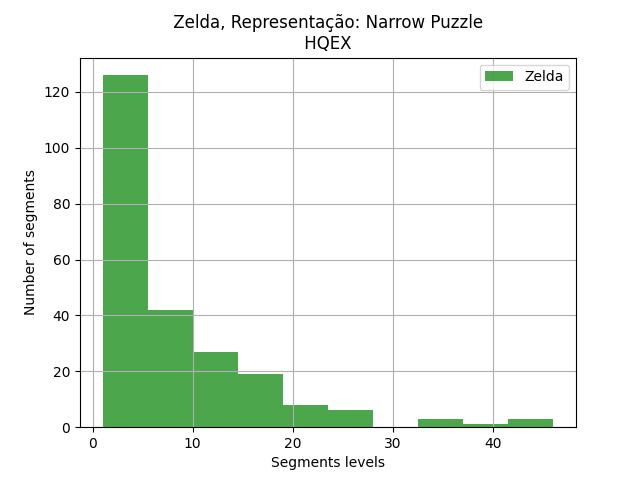 Zelda, Representação: Narrow Puzzle
HQEX
Zelda
Number of segments
120
100
80
60
40
20
0
0 10 20 30 40
Segments levels